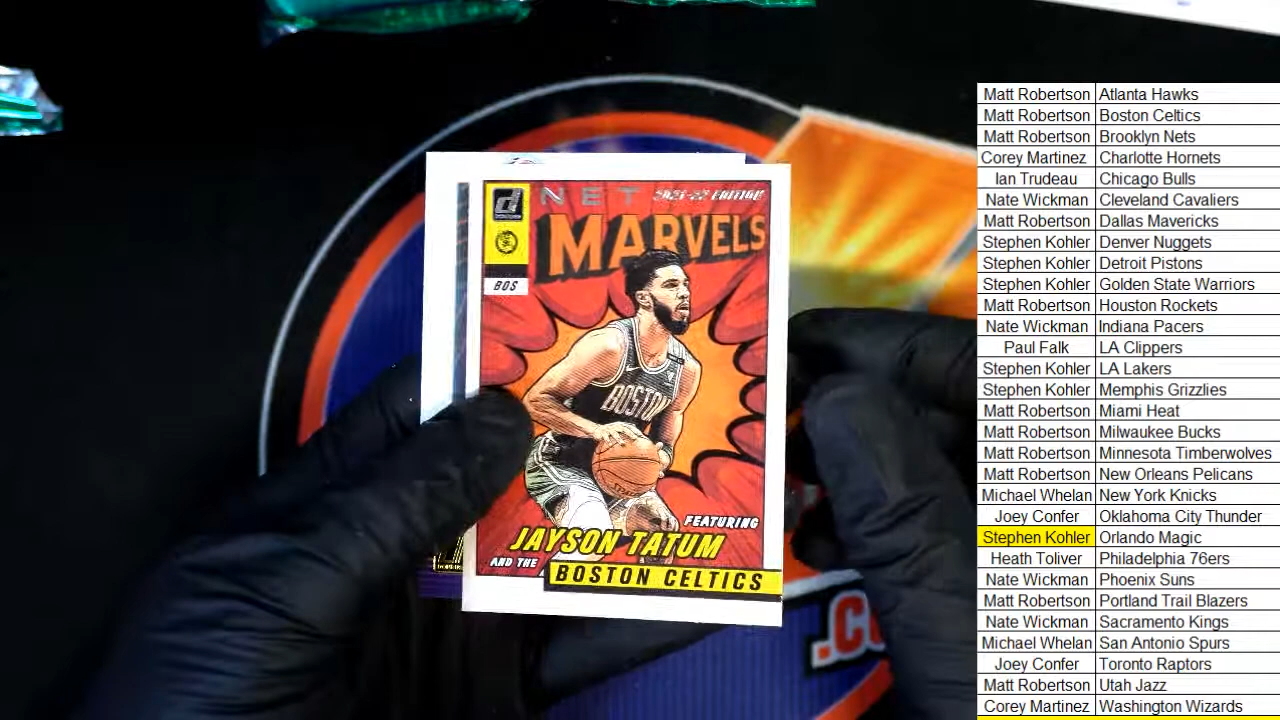 NET
2021-22 EDITION
MARVELS
BOS
BOSTON
FEATURING
JAYSON TATUM
AND THE
BOSTON CELTICS
Matt Robertson Atlanta Hawks
Matt Robertson Boston Celtics
Matt Robertson Brooklyn Nets
Corey Martinez Charlotte Hornets
Ian Trudeau Chicago Bulls
Nate Wickman Cleveland Cavaliers
Matt Robertson Dallas Mavericks
Stephen Kohler Denver Nuggets
Stephen Kohler Detroit Pistons
Stephen Kohler Golden State Warriors
Matt Robertson Houston Rockets
Nate Wickman Indiana Pacers
Paul Falk LA Clippers
Stephen Kohler LA Lakers
Stephen Kohler Memphis Grizzlies
Matt Robertson Miami Heat
Matt Robertson Milwaukee Bucks
Matt Robertson Minnesota Timberwolves
Matt Robertson New Orleans Pelicans
Michael Whelan New York Knicks
Joey Confer Oklahoma City Thunder
Stephen Kohler Orlando Magic
Heath Toliver Philadelphia 76ers
Nate Wickman Phoenix Suns
Matt Robertson Portland Trail Blazers
Nate Wickman Sacramento Kings
Michael Whelan San Antonio Spurs
Joey Confer Toronto Raptors
Matt Robertson Utah Jazz
Corey Martinez Washington Wizards